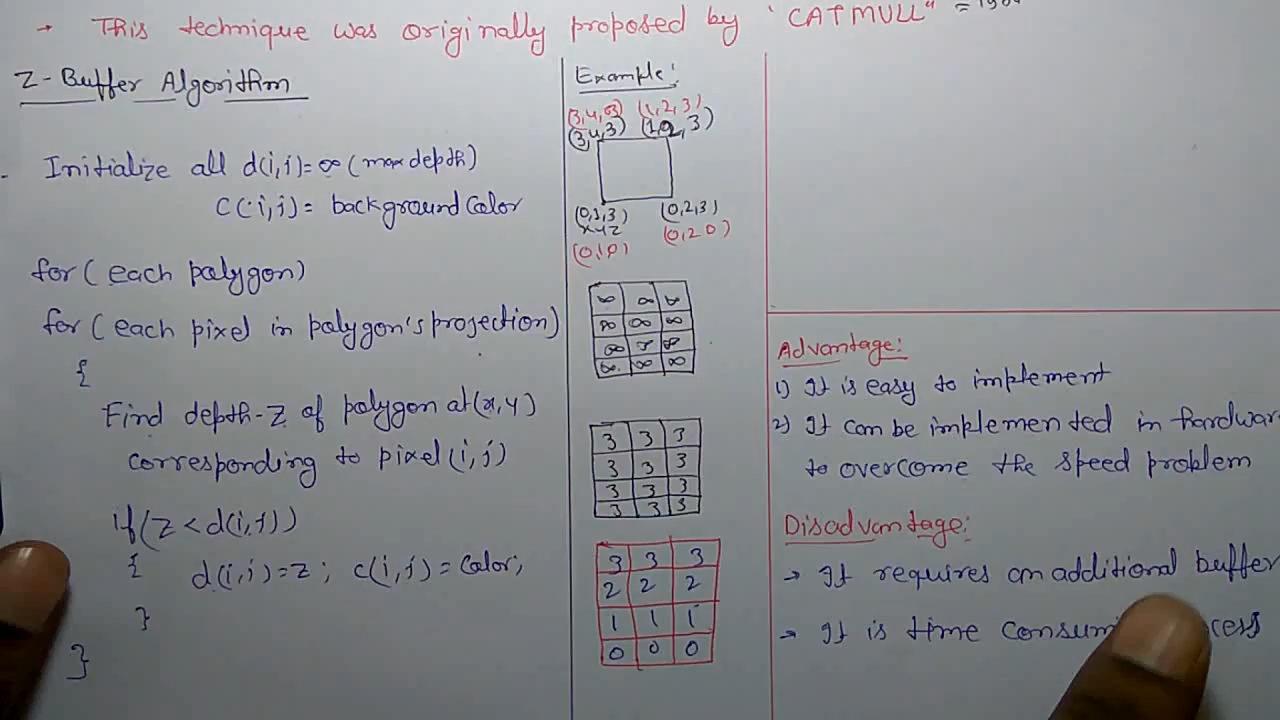 → This technique was originally proposed by "CATMULL" =
Z-Buffer Algorithm
Initialize all d(i,j)=∞(max depth)
c(i,j)= background color
for( each polygon)
for( each pixel in polygon's projection)
{
Find depth-Z of polygon at(x,y)
corresponding to pixel(i,j)
if(Z<d(i,j))
{ d(i,j)=z; c(i,j)=color;
}
}
Example:
(1,2,3)
(3,4,3)
(0,1,3) (0,2,3)
x y z
(0,2 0)
∞ ∞ ∞
∞ ∞ ∞
∞ ∞ ∞
∞ ∞ ∞
3 3 3
3 3 3
3 3 3
3 3 3
3 3 3
2 2 2
1 1 1
0 0 0
Advantage:
1) It is easy to implement
2) It can be implemented in hardwar
to overcome the speed problem
Disadvantage:
→ It requires an additional buffer
→ It is time consumi cess